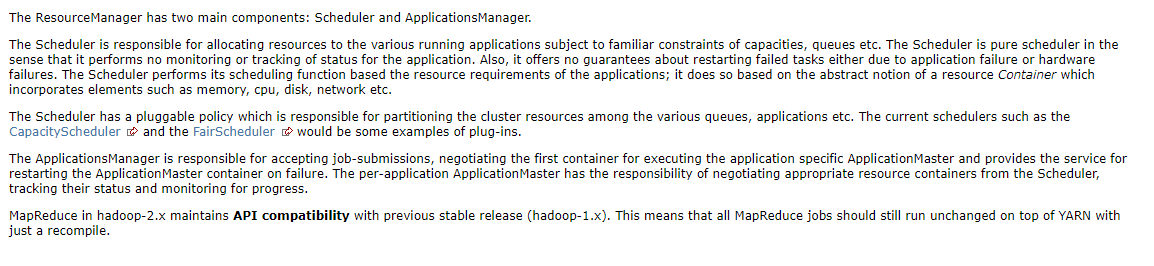 The ResourceManager has two main components: Scheduler and ApplicationsManager.
The Scheduler is responsible for allocating resources to the various running applications subject to familiar constraints of capacities, queues etc. The Scheduler is pure scheduler in the
sense that it performs no monitoring or tracking of status for the application. Also, it offers no guarantees about restarting failed tasks either due to application failure or hardware
failures. The Scheduler performs its scheduling function based the resource requirements of the applications; it does so based on the abstract notion of a resource Container which
incorporates elements such as memory, cpu, disk, network etc.
The Scheduler has a pluggable policy which is responsible for partitioning the cluster resources among the various queues, applications etc. The current schedulers such as the
CapacityScheduler and the FairScheduler would be some examples of plug-ins.
The ApplicationsManager is responsible for accepting job-submissions, negotiating the first container for executing the application specific ApplicationMaster and provides the service for
restarting the ApplicationMaster container on failure. The per-application ApplicationMaster has the responsibility of negotiating appropriate resource containers from the Scheduler,
tracking their status and monitoring for progress.
MapReduce in hadoop-2.x maintains API compatibility with previous stable release (hadoop-1.x). This means that all MapReduce jobs should still run unchanged on top of YARN with
just a recompile.